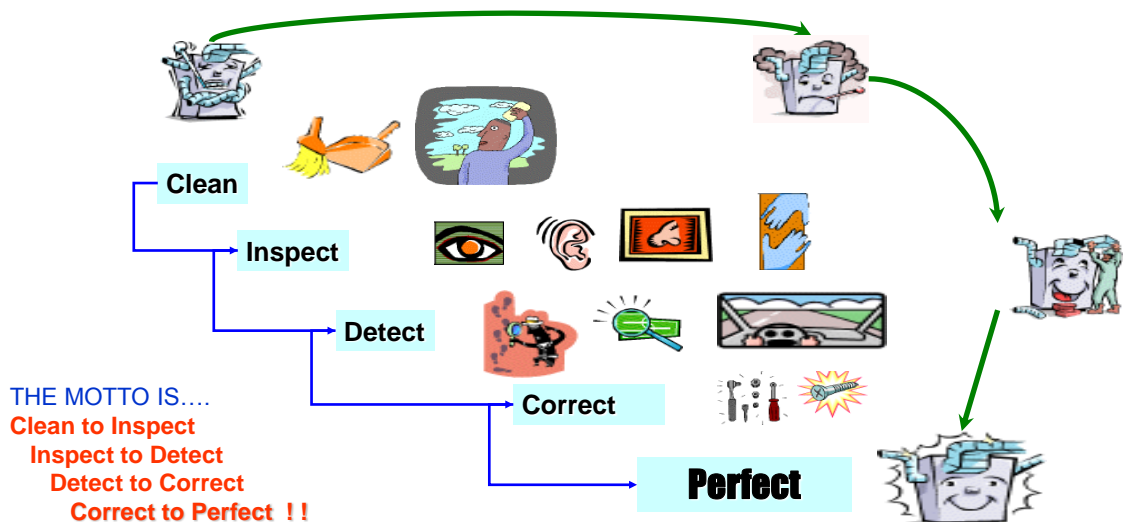 Clean
Inspect
Detect
Correct
Perfect
THE MOTTO IS....
Clean to Inspect
Inspect to Detect
Detect to Correct
Correct to Perfect ! !